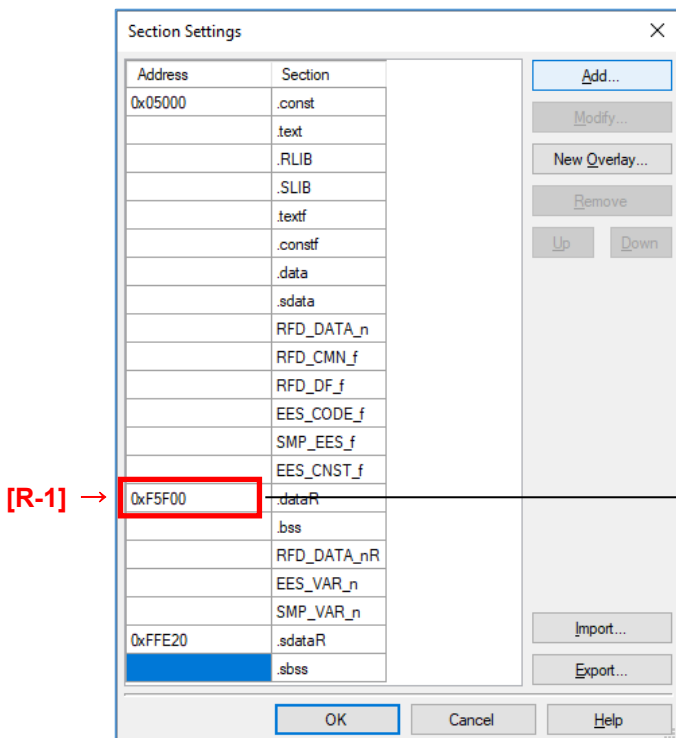 Section Settings
Address Section
0x05000 .const
.text
.RLIB
.SLIB
.textf
.constf
.data
.sdata
RFD_DATA_n
RFD_CMN_f
RFD_DF_f
EES_CODE_f
SMP_EES_f
EES_CNST_f
[R-1] → 0xF5F00 .dataR
.bss
RFD_DATA_nR
EES_VAR_n
SMP_VAR_n
0xFFE20 .sdataR
.sbss
Add...
Modify...
New Overlay...
Remove
Up Down
Import...
Export...
OK Cancel Help